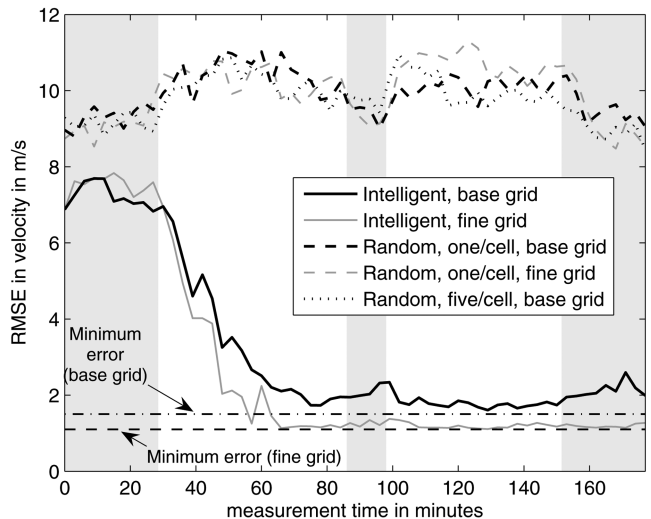 12
10
8
6
4
2
0
RMSE in velocity in m/s
Intelligent, base grid
Intelligent, fine grid
Random, one/cell, base grid
Random, one/cell, fine grid
Random, five/cell, base grid
Minimum
error
(base grid)
Minimum error (fine grid)
0 20 40 60 80 100 120 140 160
measurement time in minutes